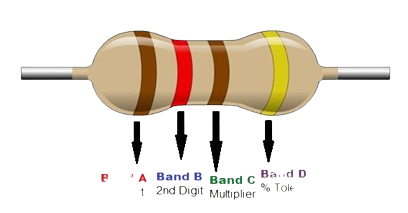 B A
Band B
2nd Digit
Band C
Multiplier
Band D
% Tole